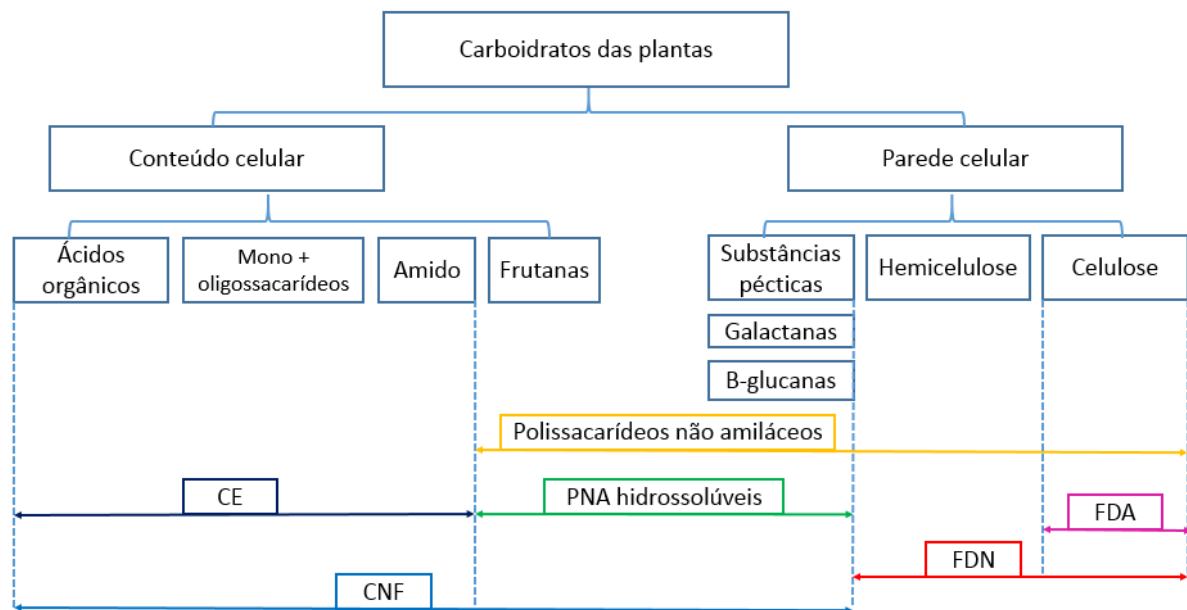 Carboidratos das plantas
Conteúdo celular
Parede celular
Ácidos
orgânicos
Mono +
oligossacarídeos
Amido
Frutanas
Substâncias
pécticas
Hemicelulose
Celulose
Galactanas
B-glucanas
Polissacarídeos não amiláceos
CE
PNA hidrossolúveis
FDA
FDN
CNF